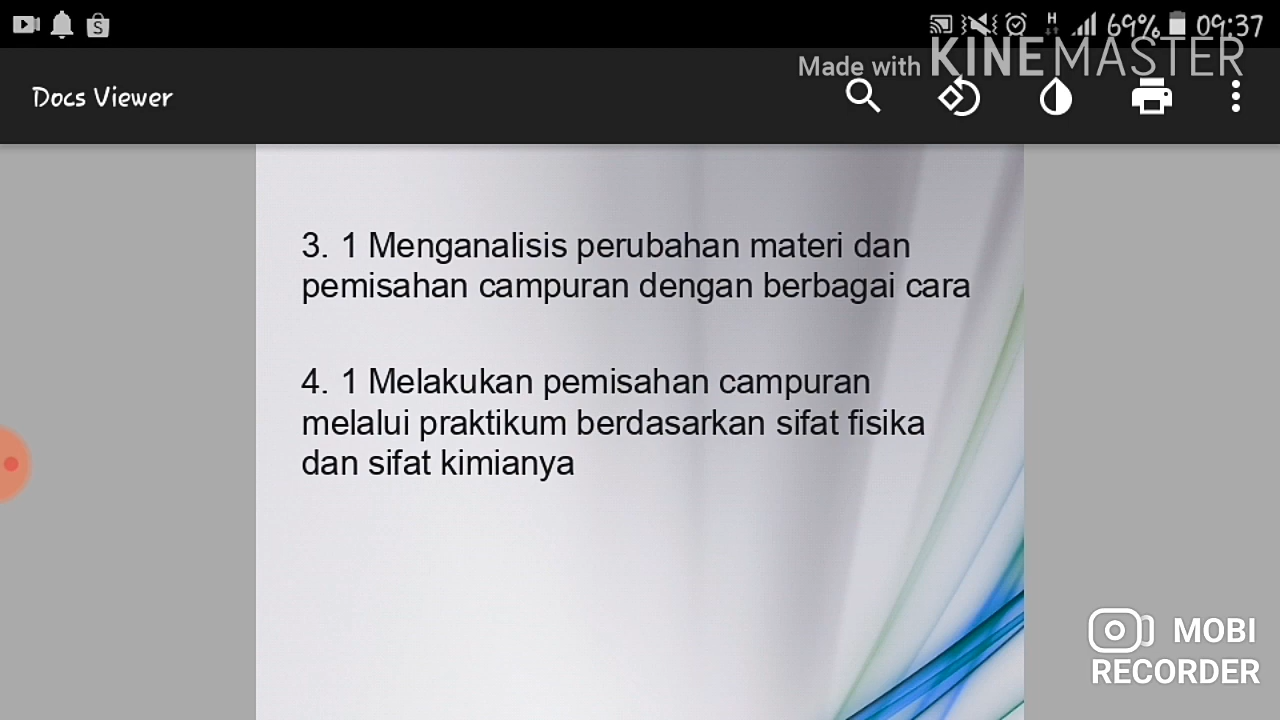 69% 09:37
Made with KINEMASTER
Docs Viewer
3. 1 Menganalisis perubahan materi dan
pemisahan campuran dengan berbagai cara
4. 1 Melakukan pemisahan campuran
melalui praktikum berdasarkan sifat fisika
dan sifat kimianya
MOBI
RECORDER